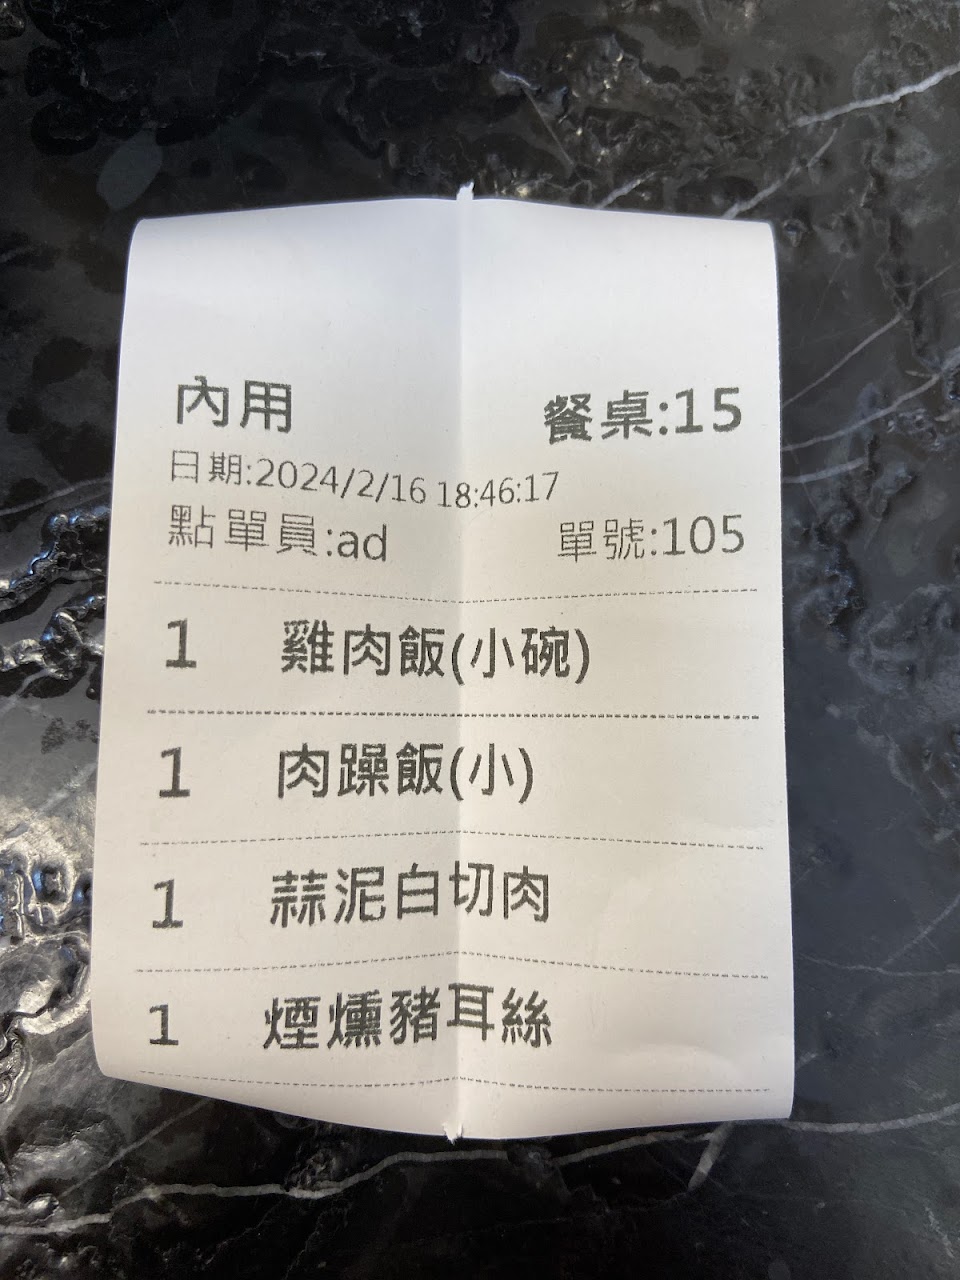 內用 餐桌:15
日期:2024/2/16 18:46:17
點單員:ad 單號:105
1 雞肉飯(小碗)
1 肉躁飯(小)
1 蒜泥白切肉
1 煙燻豬耳絲